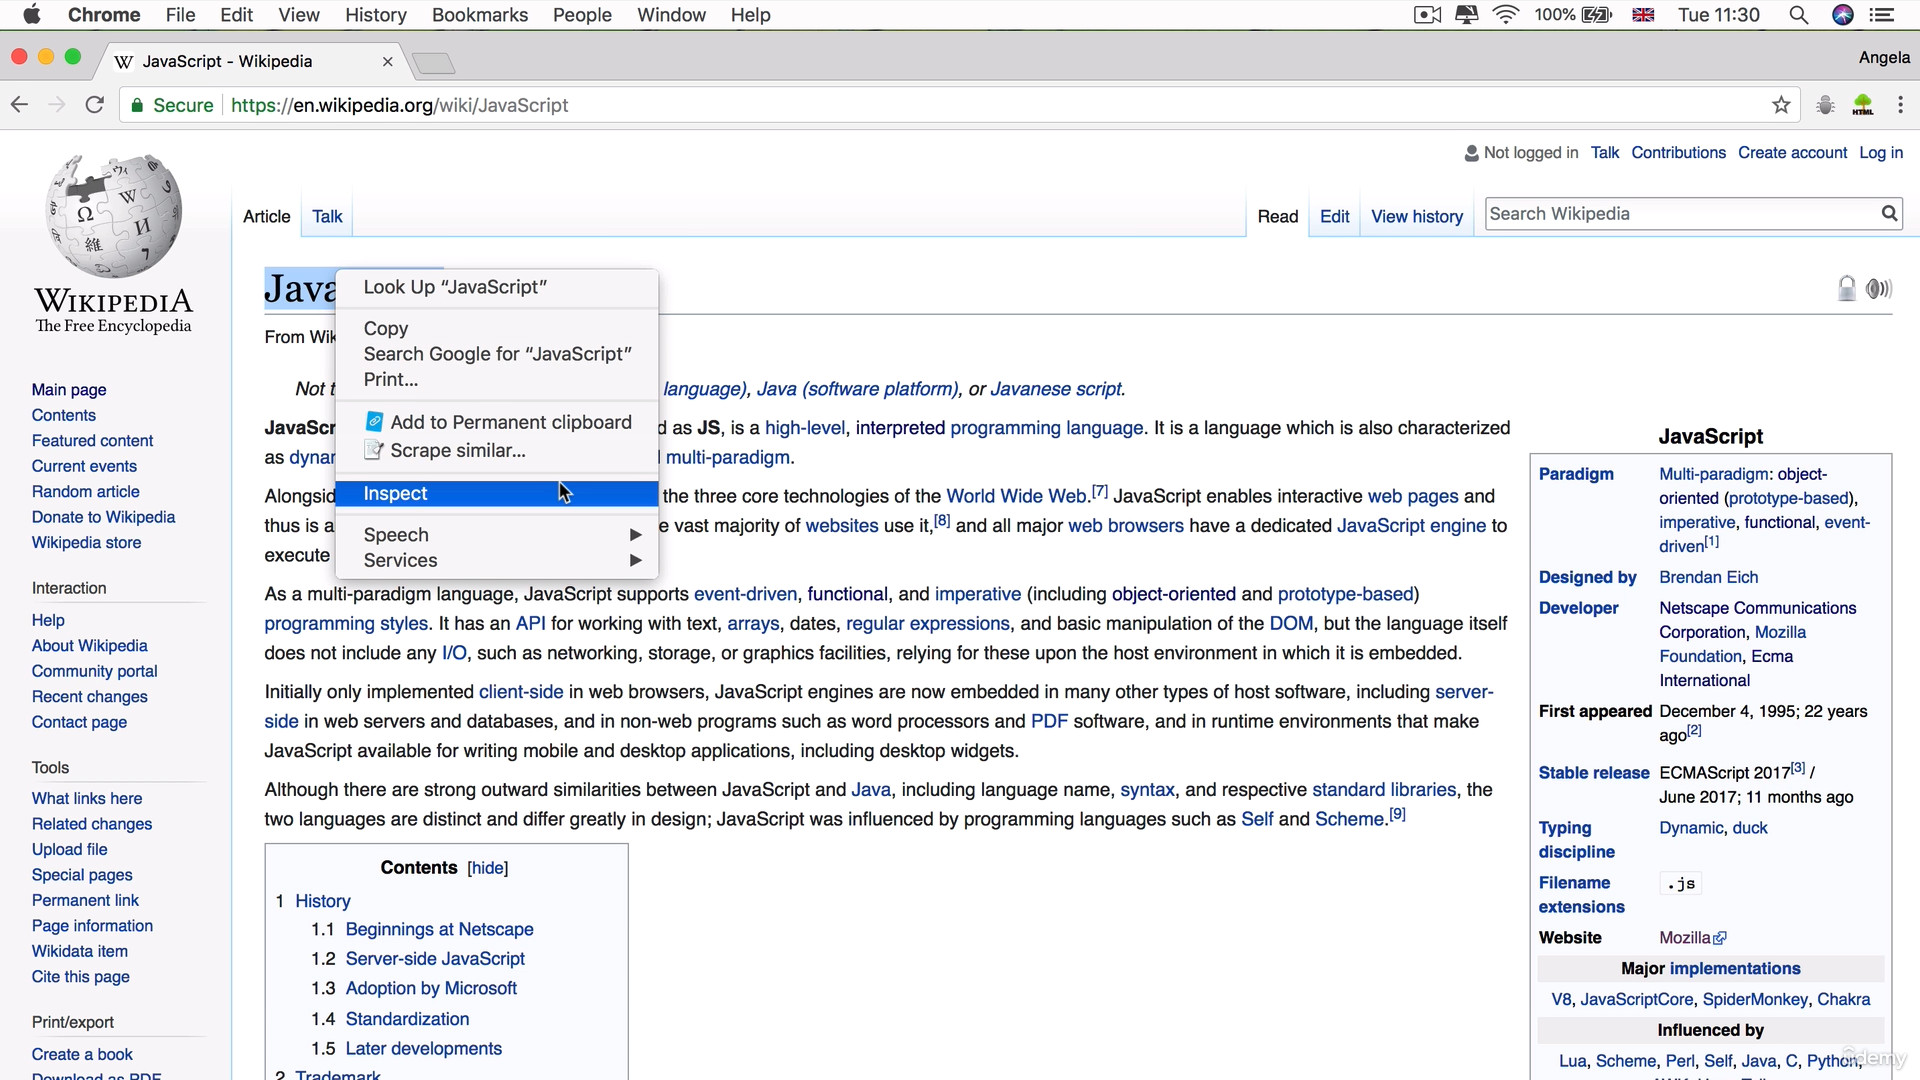 Chrome File Edit View History Bookmarks People Window Help 100% Tue 11:30
W JavaScript - Wikipedia Angela
Secure https://en.wikipedia.org/wiki/JavaScript HTML
Not logged in Talk Contributions Create account Log in
Article Talk Read Edit View history Search Wikipedia
WIKIPEDIA
The Free Encyclopedia
Main page
Contents
Featured content
Current events
Random article
Donate to Wikipedia
Wikipedia store
Interaction
Help
About Wikipedia
Community portal
Recent changes
Contact page
Tools
What links here
Related changes
Upload file
Special pages
Permanent link
Page information
Wikidata item
Cite this page
Print/export
Create a book
Download as PDF
Java
From Wik
Not t language), Java (software platform), or Javanese script.
JavaScr d as JS, is a high-level, interpreted programming language. It is a language which is also characterized
as dynar multi-paradigm.
Alongsid the three core technologies of the World Wide Web.[7] JavaScript enables interactive web pages and
thus is a e vast majority of websites use it,[8] and all major web browsers have a dedicated JavaScript engine to
execute
Look Up “JavaScript”
Copy
Search Google for “JavaScript”
Print...
Add to Permanent clipboard
Scrape similar...
Inspect
Speech
Services
As a multi-paradigm language, JavaScript supports event-driven, functional, and imperative (including object-oriented and prototype-based)
programming styles. It has an API for working with text, arrays, dates, regular expressions, and basic manipulation of the DOM, but the language itself
does not include any I/O, such as networking, storage, or graphics facilities, relying for these upon the host environment in which it is embedded.
Initially only implemented client-side in web browsers, JavaScript engines are now embedded in many other types of host software, including server-
side in web servers and databases, and in non-web programs such as word processors and PDF software, and in runtime environments that make
JavaScript available for writing mobile and desktop applications, including desktop widgets.
Although there are strong outward similarities between JavaScript and Java, including language name, syntax, and respective standard libraries, the
two languages are distinct and differ greatly in design; JavaScript was influenced by programming languages such as Self and Scheme.[9]
Contents [hide]
1 History
1.1 Beginnings at Netscape
1.2 Server-side JavaScript
1.3 Adoption by Microsoft
1.4 Standardization
1.5 Later developments
2 Trademark
JavaScript
Paradigm Multi-paradigm: object-
oriented (prototype-based),
imperative, functional, event-
driven[1]
Designed by Brendan Eich
Developer Netscape Communications
Corporation, Mozilla
Foundation, Ecma
International
First appeared December 4, 1995; 22 years
ago[2]
Stable release ECMAScript 2017[3] /
June 2017; 11 months ago
Typing Dynamic, duck
discipline
Filename .js
extensions
Website Mozilla
Major implementations
V8, JavaScriptCore, SpiderMonkey, Chakra
Influenced by
Lua, Scheme, Perl, Self, Java, C, Python,